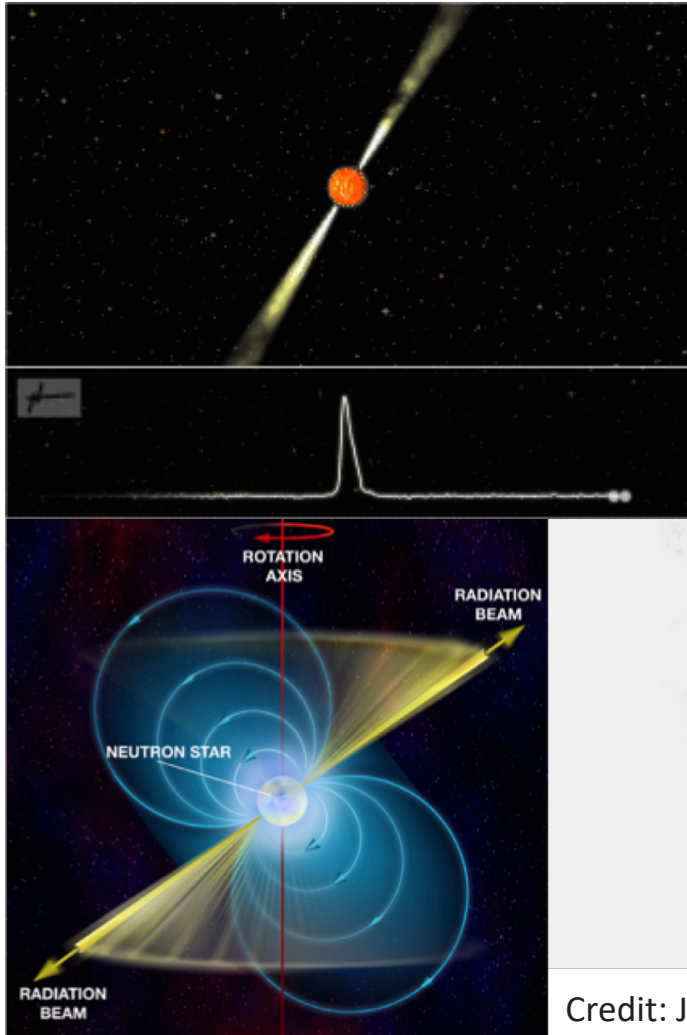 ROTATION
AXIS
RADIATION
BEAM
NEUTRON STAR
RADIATION
BEAM
Credit: J